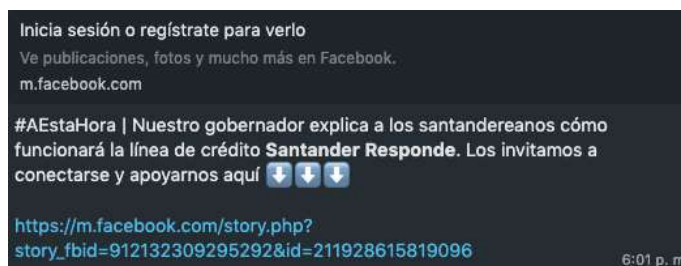 Inicia sesión o regístrate para verlo
Ve publicaciones, fotos y mucho más en Facebook.
m.facebook.com
#AEstaHora | Nuestro gobernador explica a los santandereanos cómo
funcionará la línea de crédito Santander Responde. Los invitamos a
conectarse y apoyarnos aquí ⬇️⬇️⬇️
https://m.facebook.com/story.php?
story_fbid=912132309295292&id=211928615819096
6:01 p. m